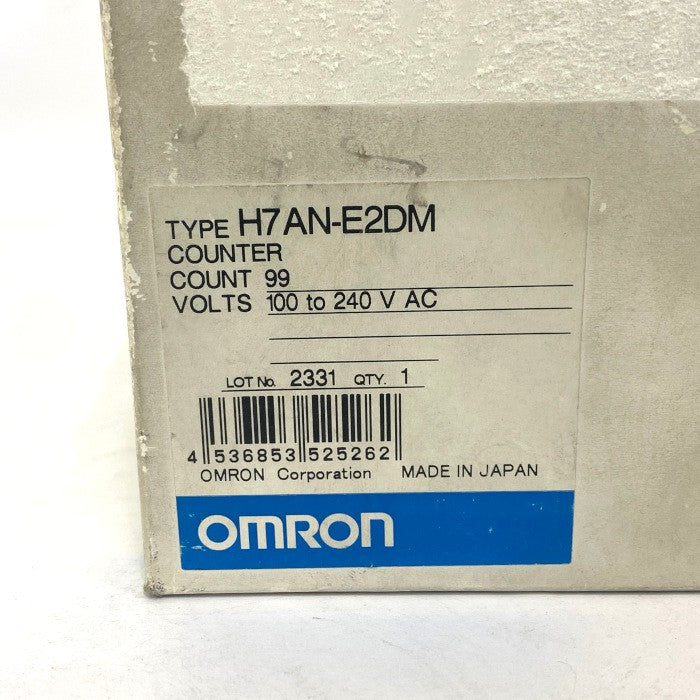 TYPE H7AN-E2DM
COUNTER
COUNT 99
VOLTS 100 to 240 V AC
LOT No. 2331 QTY. 1
4 536853 525262
OMRON Corporation MADE IN JAPAN
OMRON